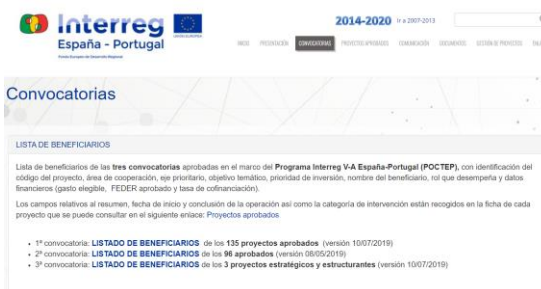 Interreg
España - Portugal
Fondo Europeo de Desarrollo Regional
2014-2020 Ir a 2007-2013
INICIO PRESENTACIÓN CONVOCATORIAS PROYECTOS APROBADOS COMUNICACIÓN DOCUMENTOS GESTIÓN DE PROYECTOS
Convocatorias
LISTA DE BENEFICIARIOS
Lista de beneficiarios de las tres convocatorias aprobadas en el marco del Programa Interreg V-A España-Portugal (POCTEP), con identificación del
código del proyecto, área de cooperación, eje prioritario, objetivo temático, prioridad de inversión, nombre del beneficiario, rol que desempeña y datos
financieros (gasto elegible, FEDER aprobado y tasa de cofinanciación).
Los campos relativos al resumen, fecha de inicio y conclusión de la operación así como la categoría de intervención están recogidos en la ficha de cada
proyecto que se puede consultar en el siguiente enlace: Proyectos aprobados
• 1ª convocatoria: LISTADO DE BENEFICIARIOS de los 135 proyectos aprobados (versión 10/07/2019)
• 2ª convocatoria: LISTADO DE BENEFICIARIOS de los 96 aprobados (versión 08/05/2019)
• 3ª convocatoria: LISTADO DE BENEFICIARIOS de los 3 proyectos estratégicos y estructurantes (versión 10/07/2019)